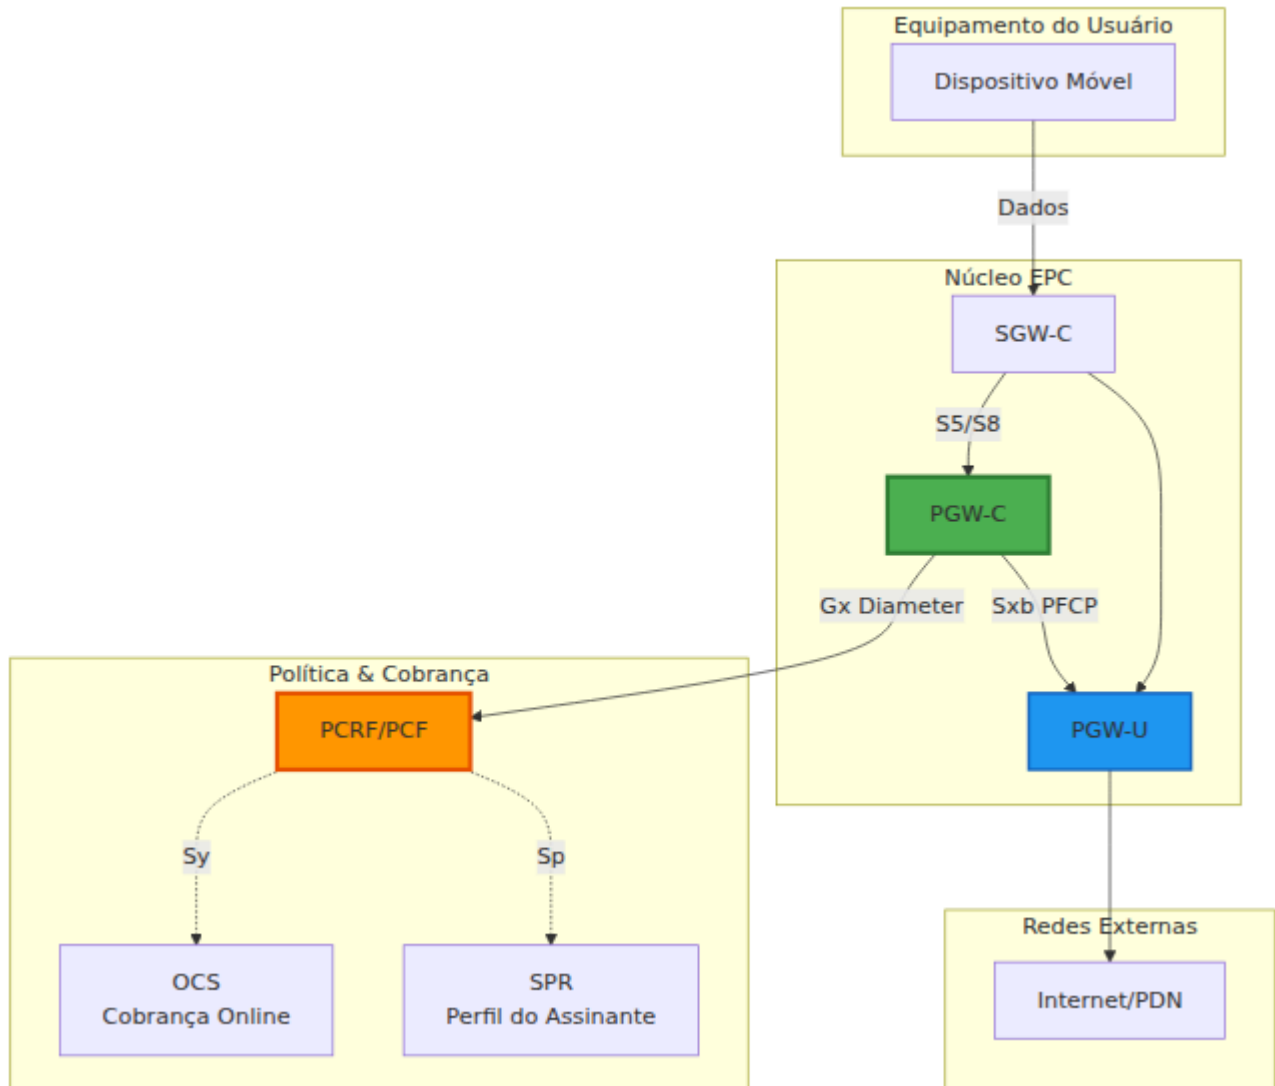 Equipamento do Usuário
Dispositivo Móvel
Dados
Núcleo EPC
SGW-C
S5/S8
PGW-C
Gx Diameter
Sxb PFCP
Política & Cobrança
PCRF/PCF
PGW-U
Sy
Sp
OCS
Cobrança Online
SPR
Perfil do Assinante
Redes Externas
Internet/PDN